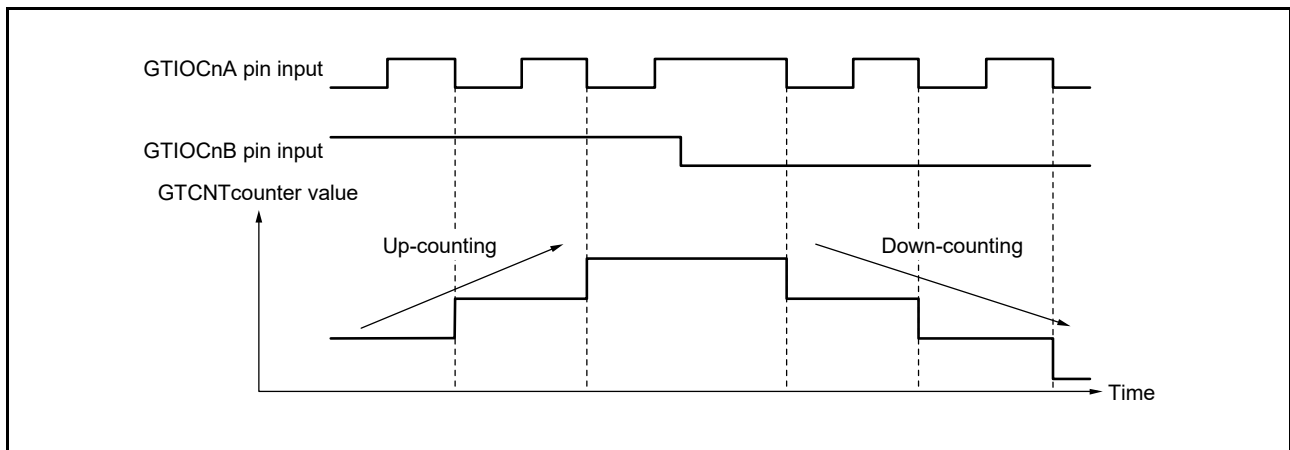 GTIOCnA pin input
GTIOCnB pin input
GTCNTcounter value
Up-counting
Down-counting
Time